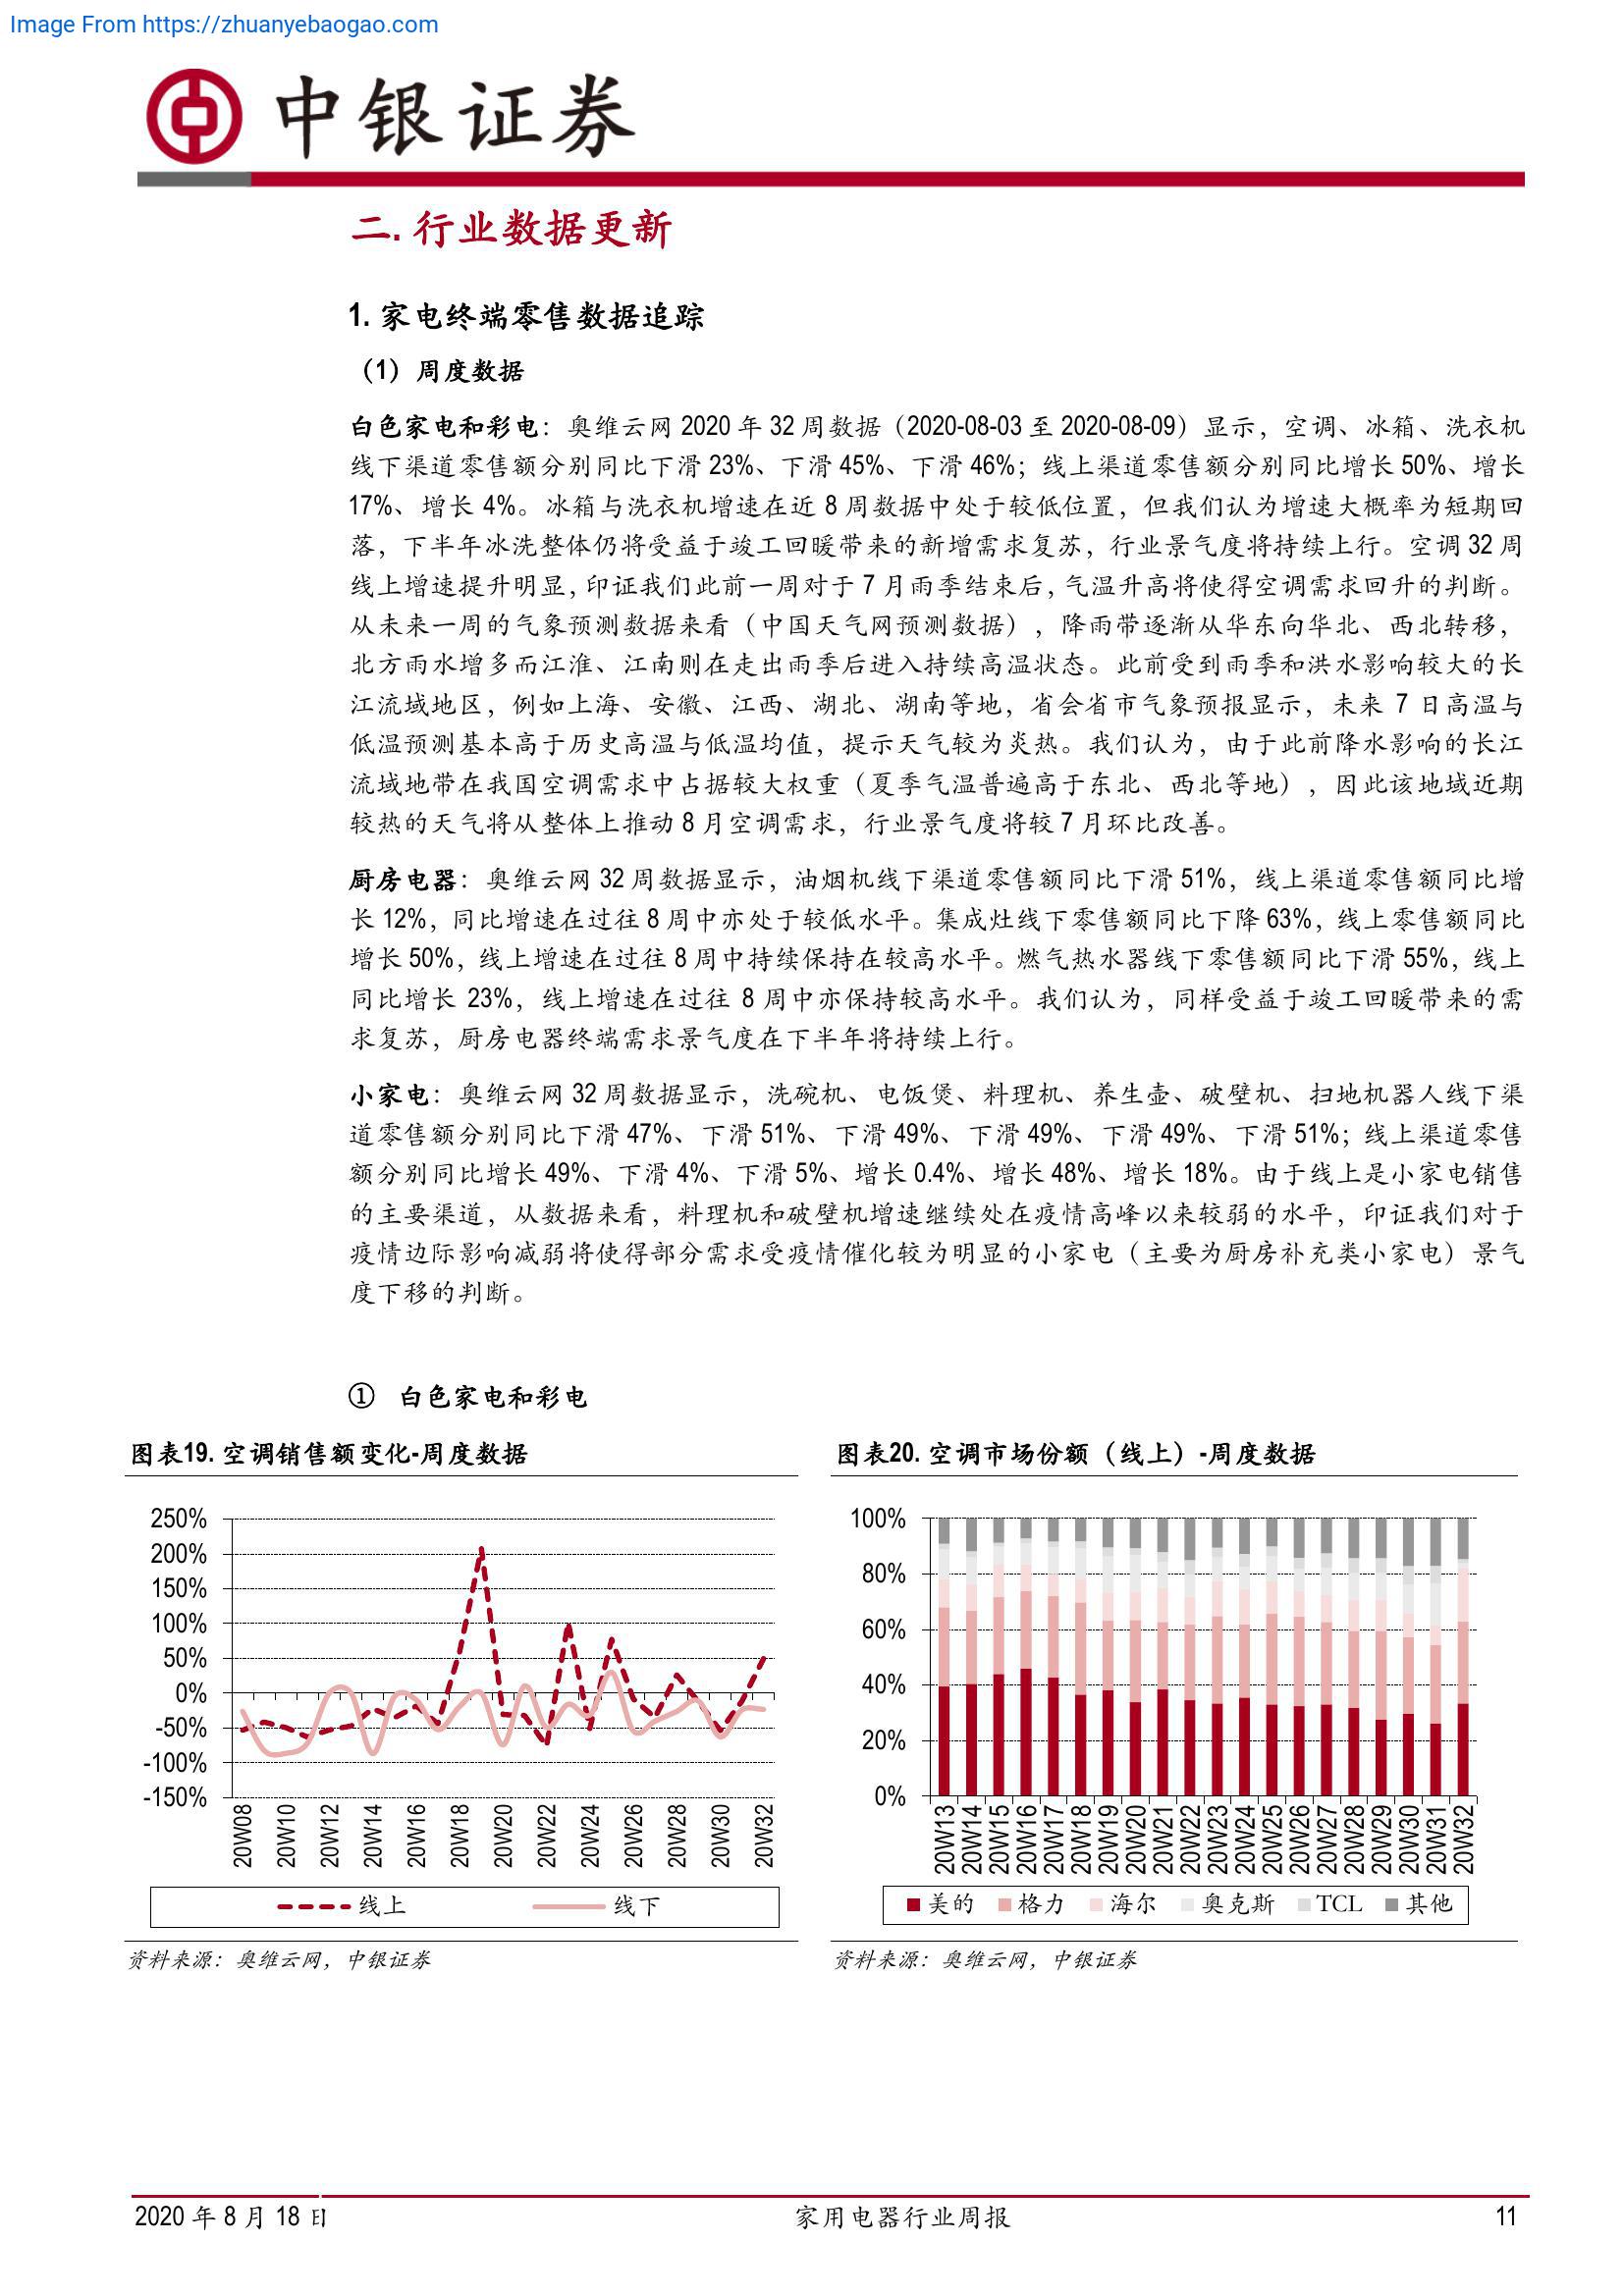 Image From https://zhuanyebaogao.com
中银证券
二. 行业数据更新
1. 家电终端零售数据追踪
（1）周度数据
白色家电和彩电：奥维云网 2020 年 32 周数据（2020-08-03 至 2020-08-09）显示，空调、冰箱、洗衣机
线下渠道零售额分别同比下滑 23%、下滑 45%、下滑 46%；线上渠道零售额分别同比增长 50%、增长
17%、增长 4%。冰箱与洗衣机增速在近 8 周数据中处于较低位置，但我们认为增速大概率为短期回
落，下半年冰洗整体仍将受益于竣工回暖带来的新增需求复苏，行业景气度将持续上行。空调 32 周
线上增速提升明显，印证我们此前一周对于 7 月雨季结束后，气温升高将使得空调需求回升的判断。
从未来一周的气象预测数据来看（中国天气网预测数据），降雨带逐渐从华东向华北、西北转移，
北方雨水增多而江淮、江南则在走出雨季后进入持续高温状态。此前受到雨季和洪水影响较大的长
江流域地区，例如上海、安徽、江西、湖北、湖南等地，省会省市气象预报显示，未来 7 日高温与
低温预测基本高于历史高温与低温均值，提示天气较为炎热。我们认为，由于此前降水影响的长江
流域地带在我国空调需求中占据较大权重（夏季气温普遍高于东北、西北等地），因此该地域近期
较热的天气将从整体上推动 8 月空调需求，行业景气度将较 7 月环比改善。
厨房电器：奥维云网 32 周数据显示，油烟机线下渠道零售额同比下滑 51%，线上渠道零售额同比增
长 12%，同比增速在过往 8 周中亦处于较低水平。集成灶线下零售额同比下降 63%，线上零售额同比
增长 50%，线上增速在过往 8 周中持续保持在较高水平。燃气热水器线下零售额同比下滑 55%，线上
同比增长 23%，线上增速在过往 8 周中亦保持较高水平。我们认为，同样受益于竣工回暖带来的需
求复苏，厨房电器终端需求景气度在下半年将持续上行。
小家电：奥维云网 32 周数据显示，洗碗机、电饭煲、料理机、养生壶、破壁机、扫地机器人线下渠
道零售额分别同比下滑 47%、下滑 51%、下滑 49%、下滑 49%、下滑 49%、下滑 51%；线上渠道零售
额分别同比增长 49%、下滑 4%、下滑 5%、增长 0.4%、增长 48%、增长 18%。由于线上是小家电销售
的主要渠道，从数据来看，料理机和破壁机增速继续处在疫情高峰以来较弱的水平，印证我们对于
疫情边际影响减弱将使得部分需求受疫情催化较为明显的小家电（主要为厨房补充类小家电）景气
度下移的判断。
① 白色家电和彩电
图表19. 空调销售额变化-周度数据
250%
200%
150%
100%
50%
0%
-50%
-100%
-150%
20W08 20W10 20W12 20W14 20W16 20W18 20W20 20W22 20W24 20W26 20W28 20W30 20W32
线上 线下
资料来源：奥维云网，中银证券
图表20. 空调市场份额（线上）-周度数据
100%
80%
60%
40%
20%
0%
20W13 20W14 20W15 20W16 20W17 20W18 20W19 20W20 20W21 20W22 20W23 20W24 20W25 20W26 20W27 20W28 20W29 20W30 20W31 20W32
美的 格力 海尔 奥克斯 TCL 其他
资料来源：奥维云网，中银证券
2020 年 8 月 18 日 家用电器行业周报 11